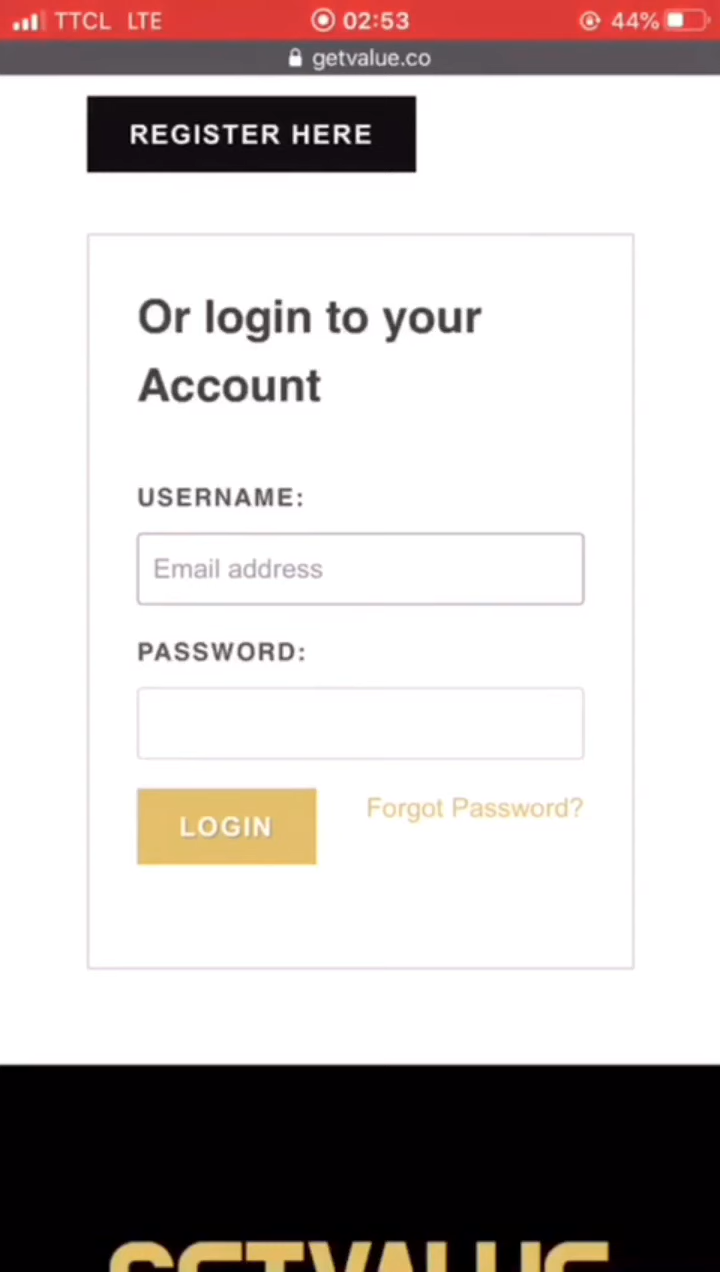 TTCL LTE 02:53 44%
getvalue.co
REGISTER HERE
Or login to your
Account
USERNAME:
Email address
PASSWORD:
LOGIN
Forgot Password?
GETVALUE